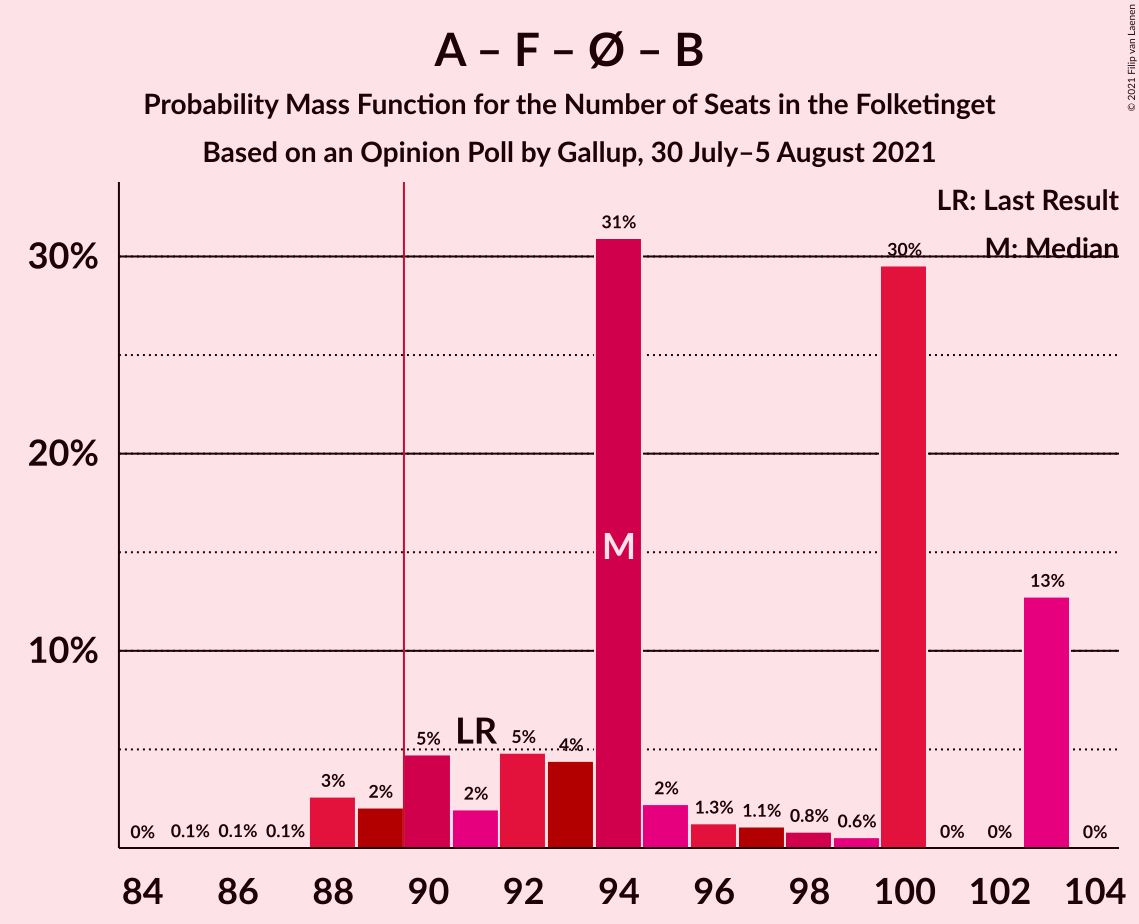 A – F – Ø – B
Probability Mass Function for the Number of Seats in the Folketinget
Based on an Opinion Poll by Gallup, 30 July–5 August 2021
© 2021 Filip van Laenen
LR: Last Result
M: Median
30%
20%
10%
0%
0.1%
0.1%
0.1%
3%
2%
5%
LR
2%
5%
4%
31%
M
2%
1.3%
1.1%
0.8%
0.6%
30%
0%
0%
13%
0%
84 86 88 90 92 94 96 98 100 102 104